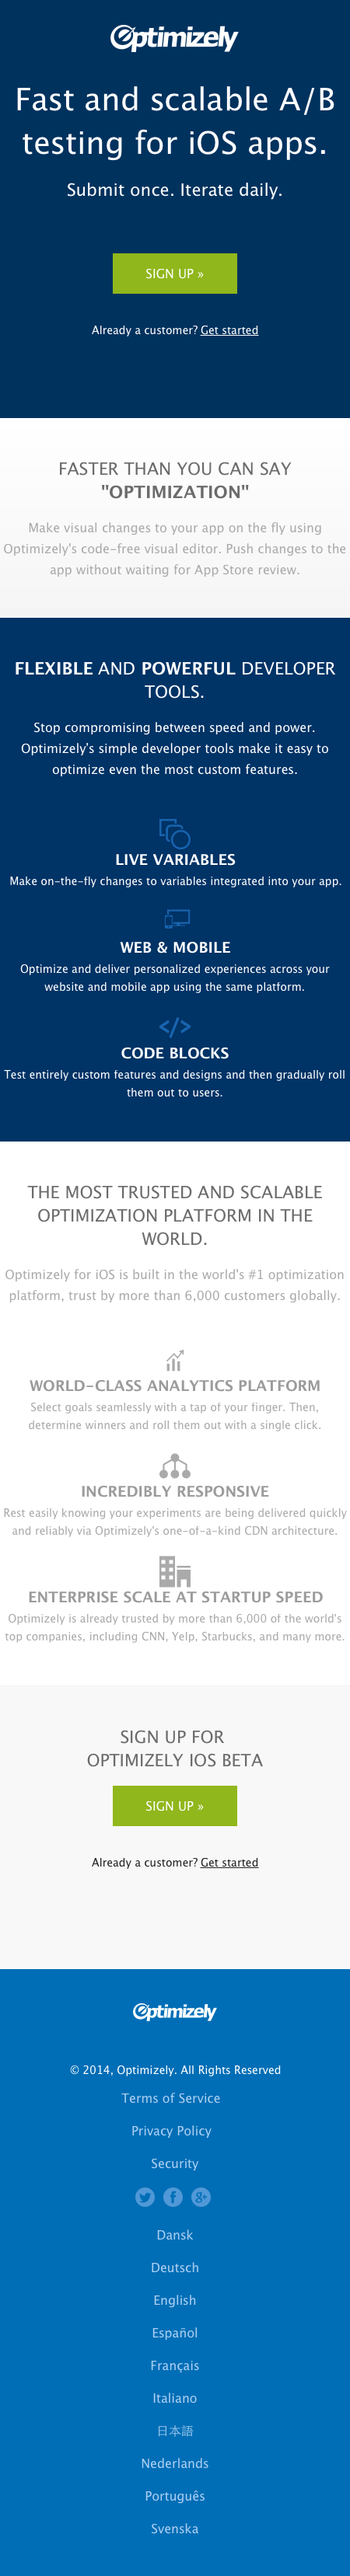 Optimizely
Fast and scalable A/B
testing for iOS apps.
Submit once. Iterate daily.
SIGN UP »
Already a customer? Get started
FASTER THAN YOU CAN SAY
"OPTIMIZATION"
Make visual changes to your app on the fly using
Optimizely's code-free visual editor. Push changes to the
app without waiting for App Store review.
FLEXIBLE AND POWERFUL DEVELOPER
TOOLS.
Stop compromising between speed and power.
Optimizely's simple developer tools make it easy to
optimize even the most custom features.
LIVE VARIABLES
Make on-the-fly changes to variables integrated into your app.
WEB & MOBILE
Optimize and deliver personalized experiences across your
website and mobile app using the same platform.
CODE BLOCKS
Test entirely custom features and designs and then gradually roll
them out to users.
THE MOST TRUSTED AND SCALABLE
OPTIMIZATION PLATFORM IN THE
WORLD.
Optimizely for iOS is built in the world's #1 optimization
platform, trust by more than 6,000 customers globally.
WORLD-CLASS ANALYTICS PLATFORM
Select goals seamlessly with a tap of your finger. Then,
determine winners and roll them out with a single click.
INCREDIBLY RESPONSIVE
Rest easily knowing your experiments are being delivered quickly
and reliably via Optimizely's one-of-a-kind CDN architecture.
ENTERPRISE SCALE AT STARTUP SPEED
Optimizely is already trusted by more than 6,000 of the world's
top companies, including CNN, Yelp, Starbucks, and many more.
SIGN UP FOR
OPTIMIZELY IOS BETA
SIGN UP »
Already a customer? Get started
Optimizely
© 2014, Optimizely. All Rights Reserved
Terms of Service
Privacy Policy
Security
Dansk
Deutsch
English
Español
Français
Italiano
日本語
Nederlands
Português
Svenska